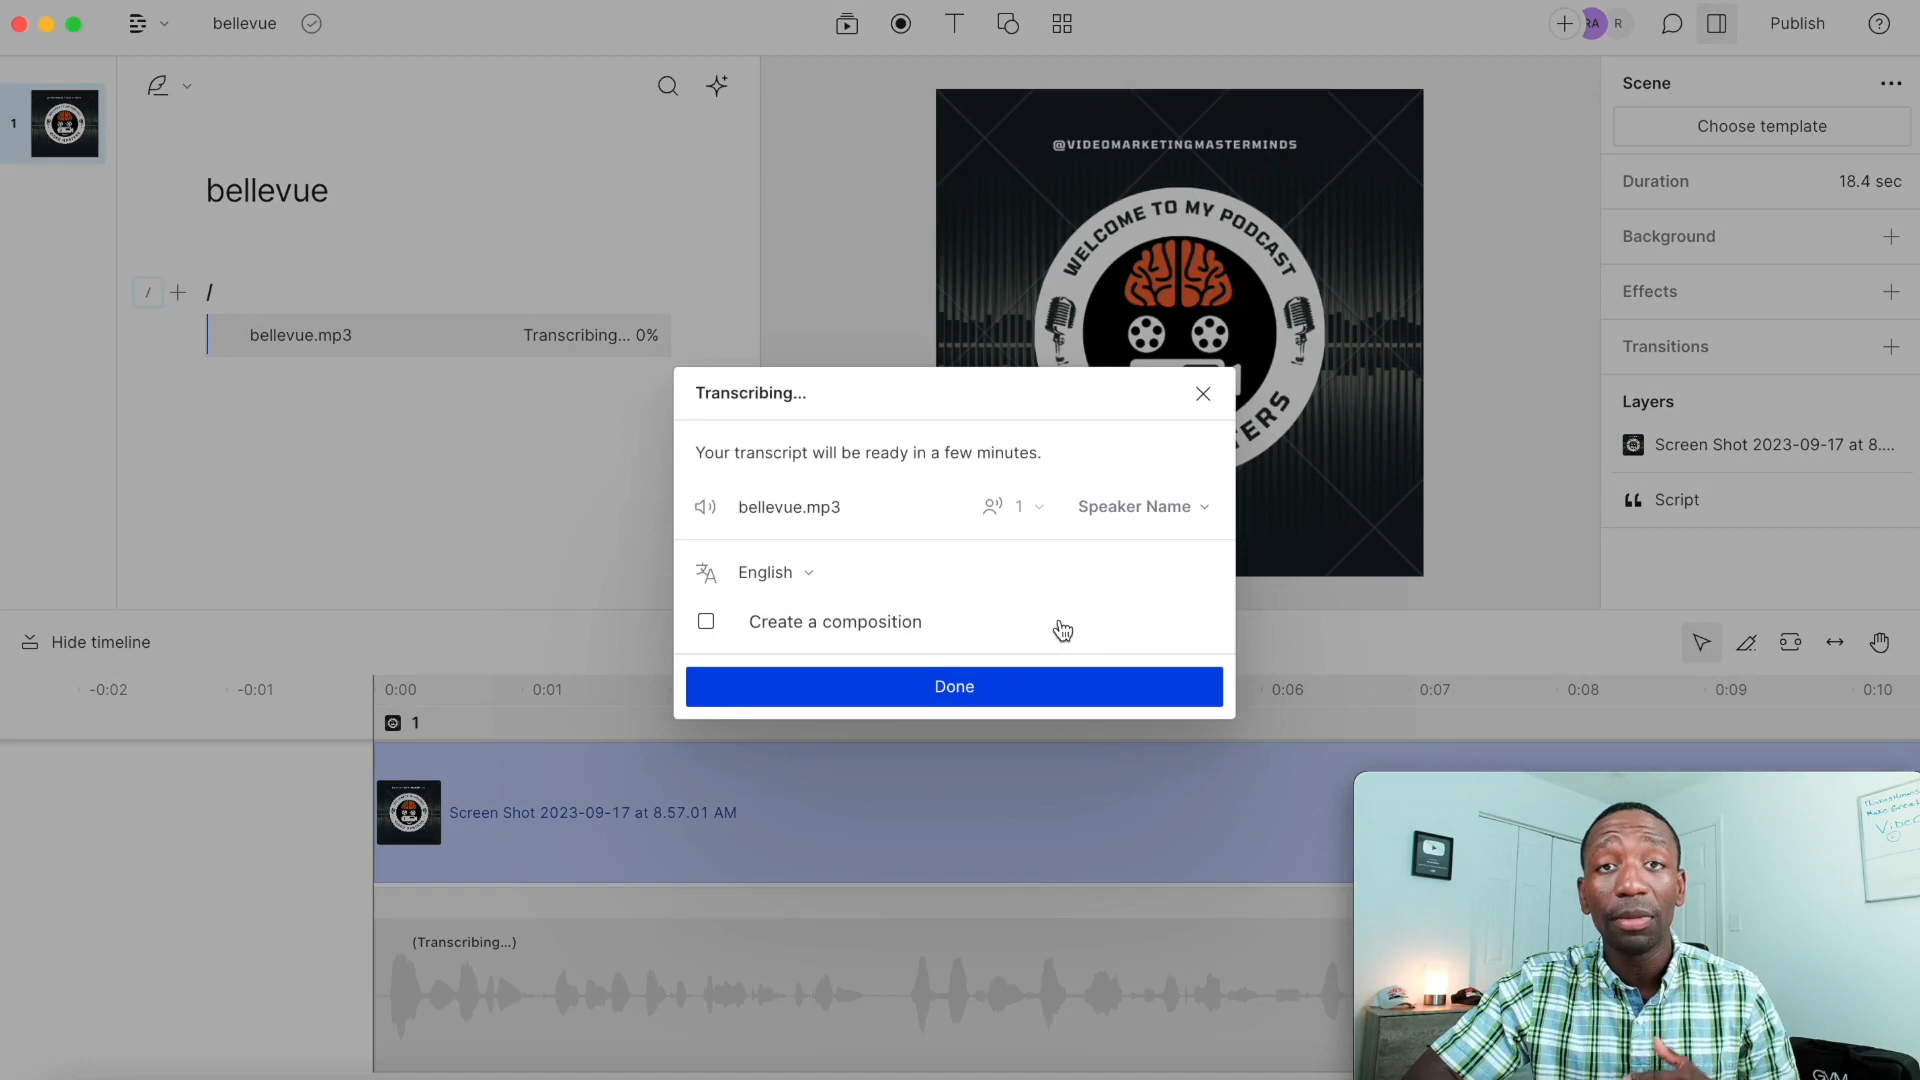 bellevue
RA
R
Publish
1
bellevue
/
/
bellevue.mp3
Transcribing... 0%
@VIDEOMARKETINGMASTERMINDS
WELCOME TO MY PODCAST
Scene
Choose template
Duration
18.4 sec
Background
Effects
Transitions
Layers
Screen Shot 2023-09-17 at 8....
Script
Transcribing...
Your transcript will be ready in a few minutes.
bellevue.mp3
1
Speaker Name
English
Create a composition
Done
Hide timeline
-0:02
-0:01
0:00
0:01
0:06
0:07
0:08
0:09
0:10
1
Screen Shot 2023-09-17 at 8.57.01 AM
(Transcribing...)